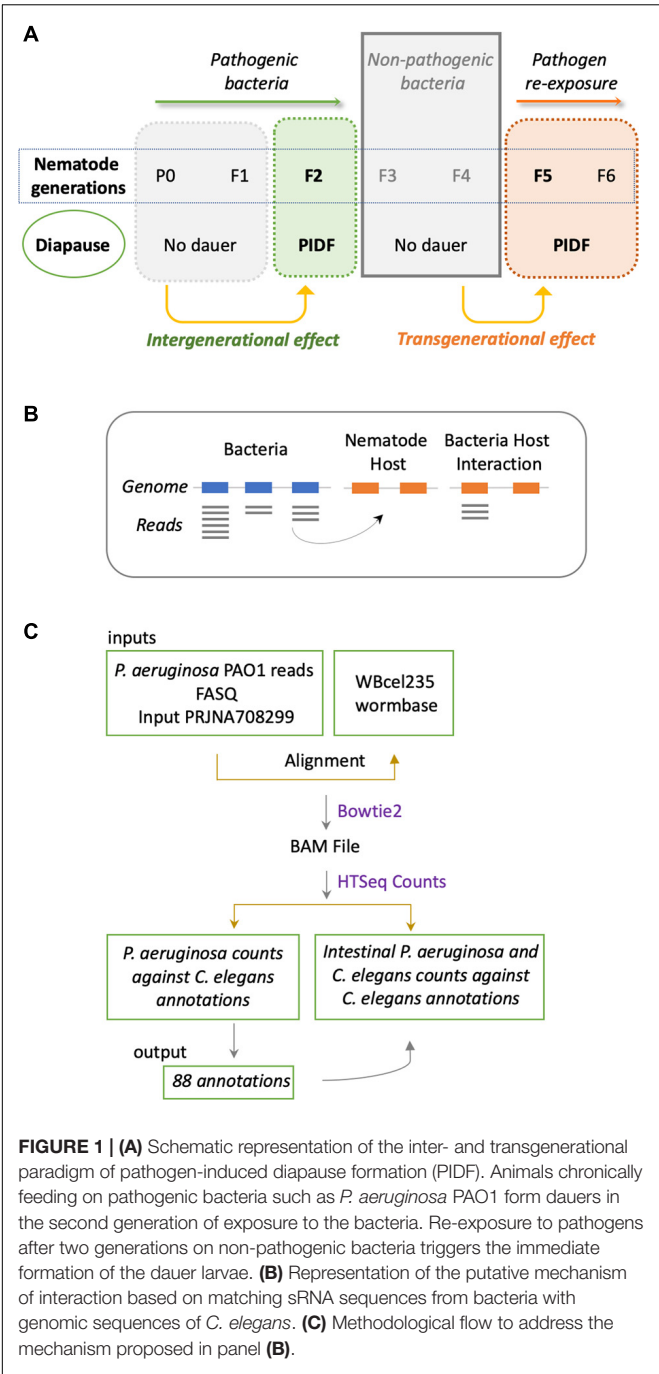 A
Pathogenic
bacteria
Non-pathogenic
bacteria
Pathogen
re-exposure
Nematode
generations
P0 F1 F2 F3 F4 F5 F6
Diapause
No dauer PIDF No dauer PIDF
Intergenerational effect
Transgenerational effect
B
Bacteria
Nematode
Host
Bacteria Host
Interaction
Genome
Reads
C
inputs
P. aeruginosa PAO1 reads
FASQ
Input PRJNA708299
WBcel235
wormbase
Alignment
Bowtie2
BAM File
HTSeq Counts
P. aeruginosa counts
against C. elegans
annotations
Intestinal P. aeruginosa and
C. elegans counts against
C. elegans annotations
output
88 annotations
FIGURE 1 | (A) Schematic representation of the inter- and transgenerational
paradigm of pathogen-induced diapause formation (PIDF). Animals chronically
feeding on pathogenic bacteria such as P. aeruginosa PAO1 form dauers in
the second generation of exposure to the bacteria. Re-exposure to pathogens
after two generations on non-pathogenic bacteria triggers the immediate
formation of the dauer larvae. (B) Representation of the putative mechanism
of interaction based on matching sRNA sequences from bacteria with
genomic sequences of C. elegans. (C) Methodological flow to address the
mechanism proposed in panel (B).